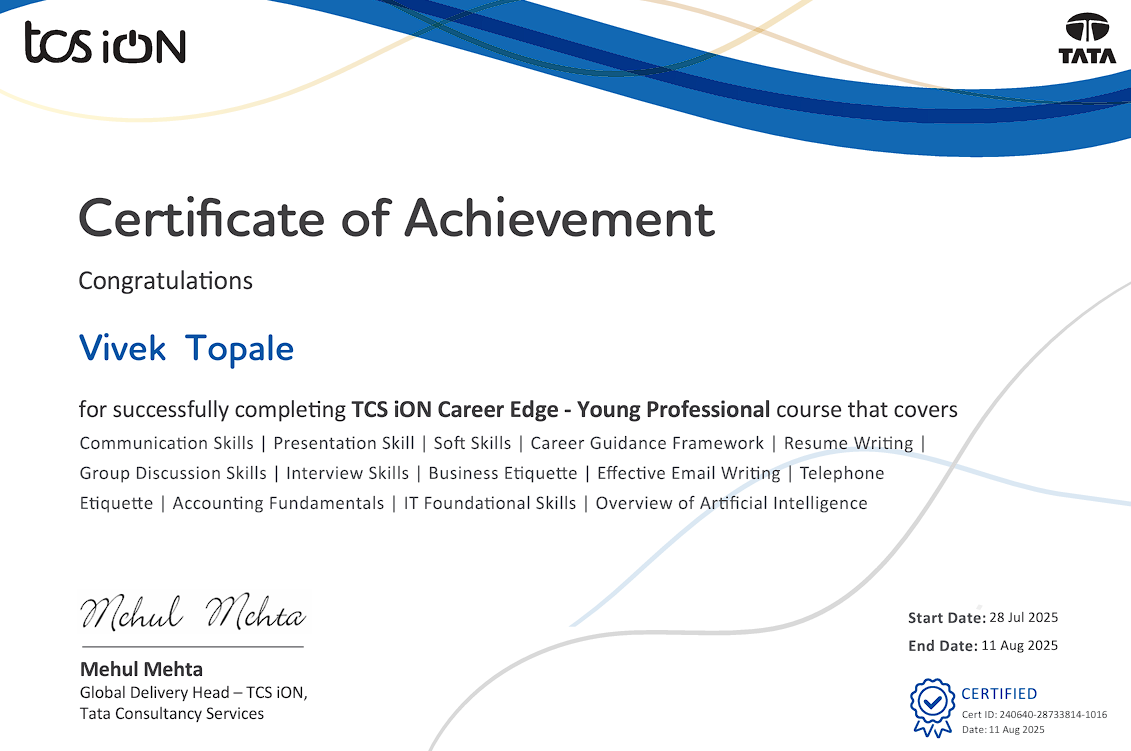 tcs iON
TATA
Certificate of Achievement
Congratulations
Vivek Topale
for successfully completing TCS iON Career Edge - Young Professional course that covers
Communication Skills | Presentation Skill | Soft Skills | Career Guidance Framework | Resume Writing |
Group Discussion Skills | Interview Skills | Business Etiquette | Effective Email Writing | Telephone
Etiquette | Accounting Fundamentals | IT Foundational Skills | Overview of Artificial Intelligence
Mehul Mehta
Mehul Mehta
Global Delivery Head – TCS iON,
Tata Consultancy Services
Start Date: 28 Jul 2025
End Date: 11 Aug 2025
CERTIFIED
Cert ID: 240640-28733814-1016
Date: 11 Aug 2025